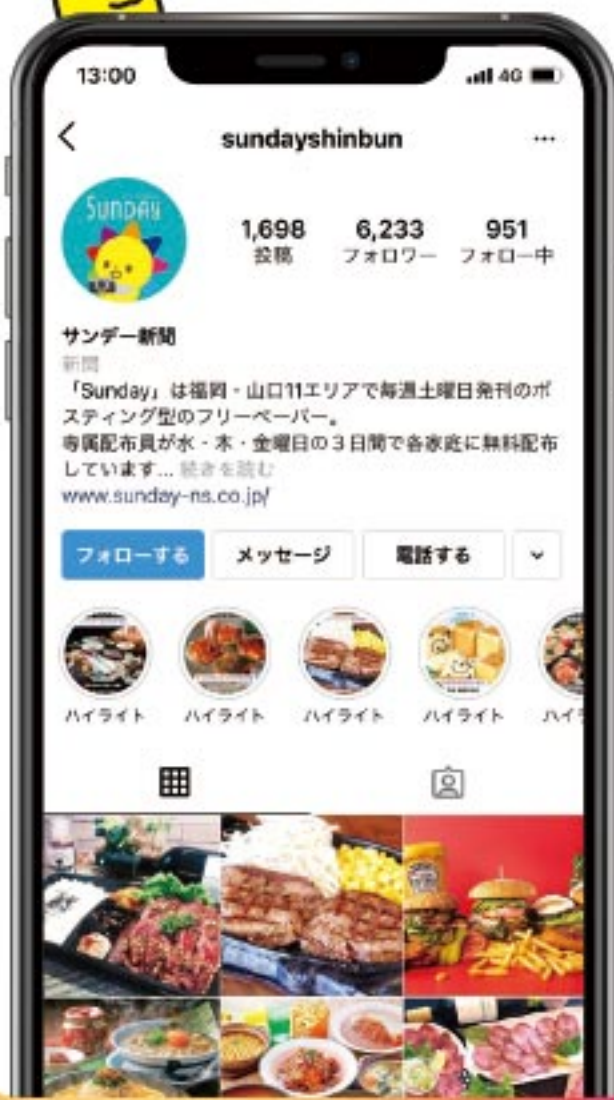 13:00
4G
sundayshinbun
...
SUNDAY
1,698
6,233
951
投稿
フォロワー
フォロー中
サンデー新聞
新聞
「Sunday」は福岡・山口11エリアで毎週土曜日発刊のポ
スティング型のフリーペーパー。
専属配布員が水・木・金曜日の3日間で各家庭に無料配布
しています... 続きを読む
www.sunday-ns.co.jp/
フォローする
メッセージ
電話する
ハイライト
ハイライト
ハイライト
ハイライト
ハイラ